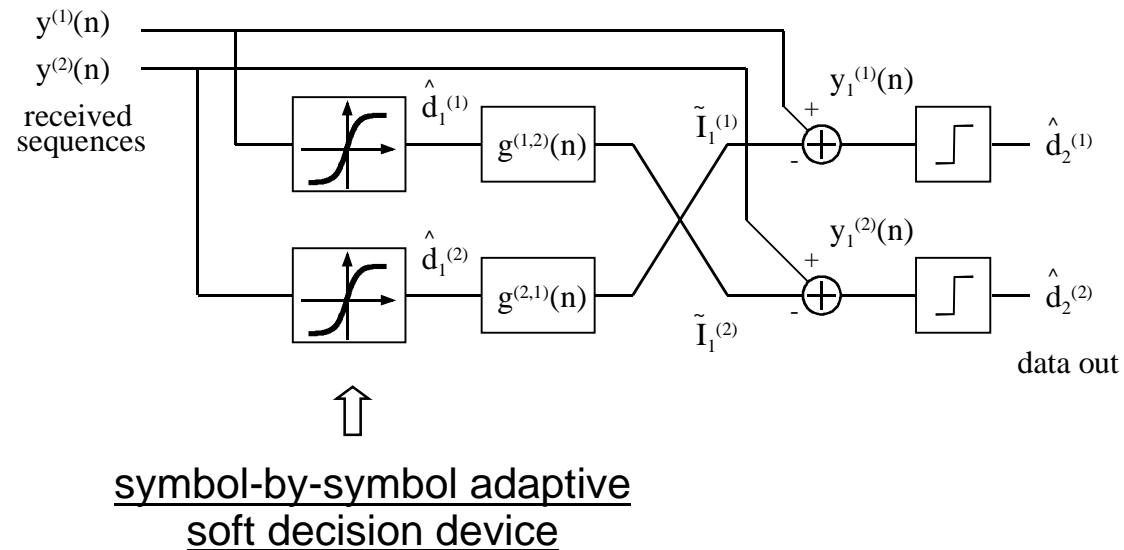 y⁽¹⁾(n)
y⁽²⁾(n)
received
sequences
d̂₁⁽¹⁾
g⁽¹,²⁾(n)
Ĩ₁⁽¹⁾
+
-
y₁⁽¹⁾(n)
d̂₂⁽¹⁾
d̂₁⁽²⁾
g⁽²,¹⁾(n)
Ĩ₁⁽²⁾
+
-
y₁⁽²⁾(n)
d̂₂⁽²⁾
data out
symbol-by-symbol adaptive
soft decision device